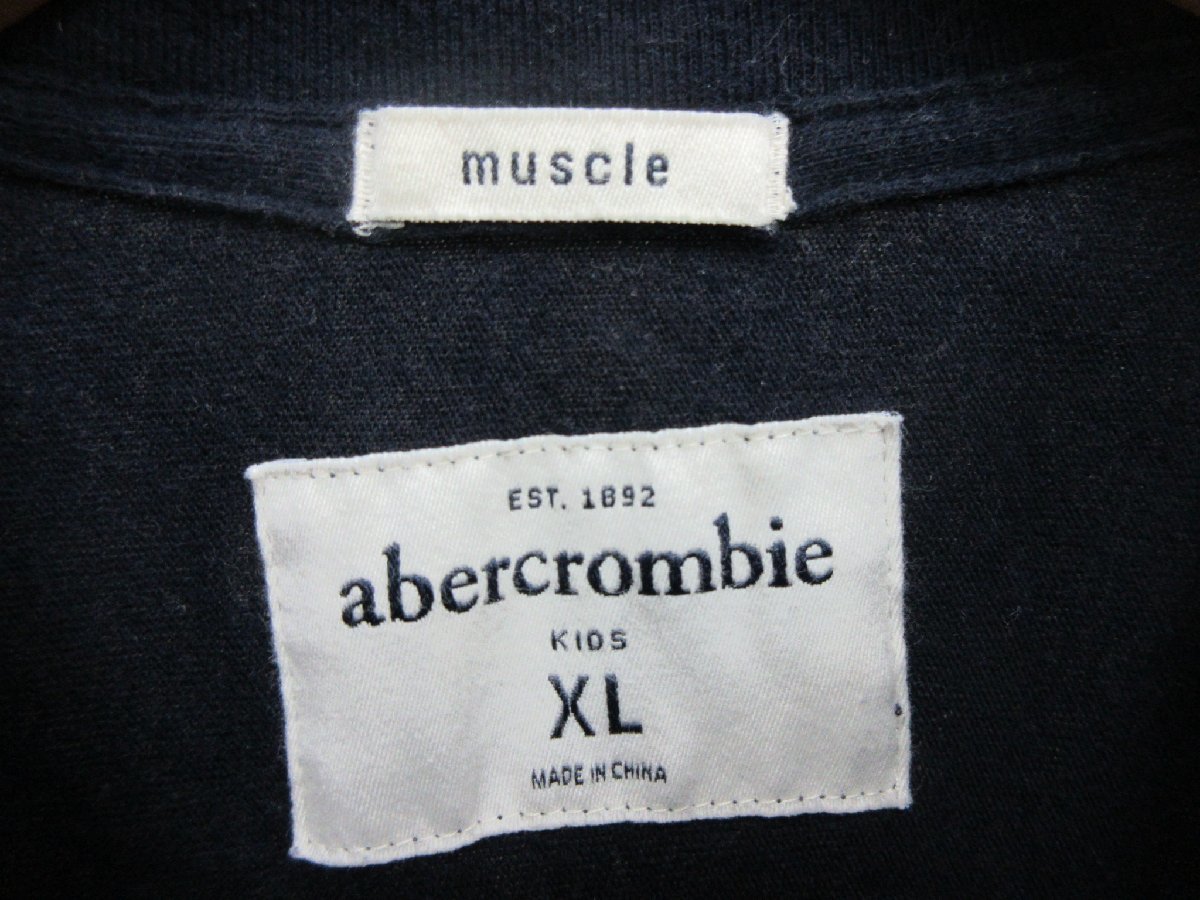 muscle
EST. 1892
abercrombie
KIDS
XL
MADE IN CHINA